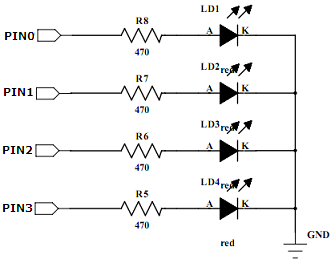 LD1
R8
PIN0 A K
470
LD2 red
R7
PIN1 A K
470
LD3 red
R6
PIN2 A K
470
LD4 red
R5
PIN3 A K
470
GND
red